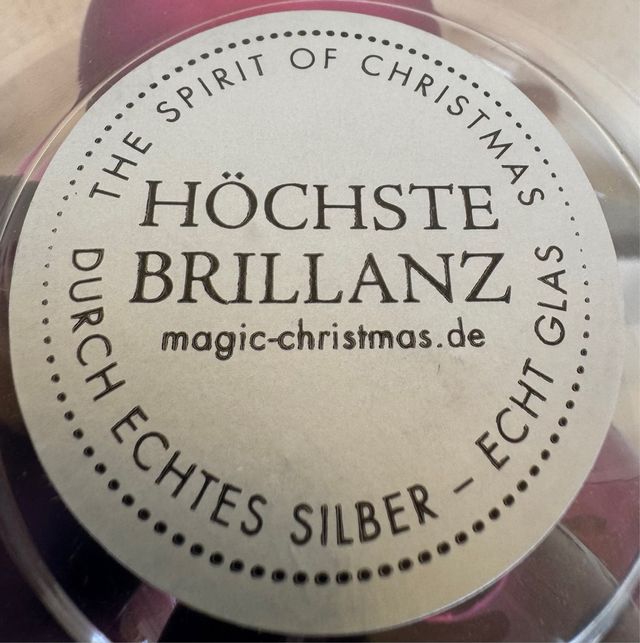 THE SPIRIT OF CHRISTMAS
HÖCHSTE
BRILLANZ
magic-christmas.de
DURCH ECHTES SILBER – ECHT GLAS